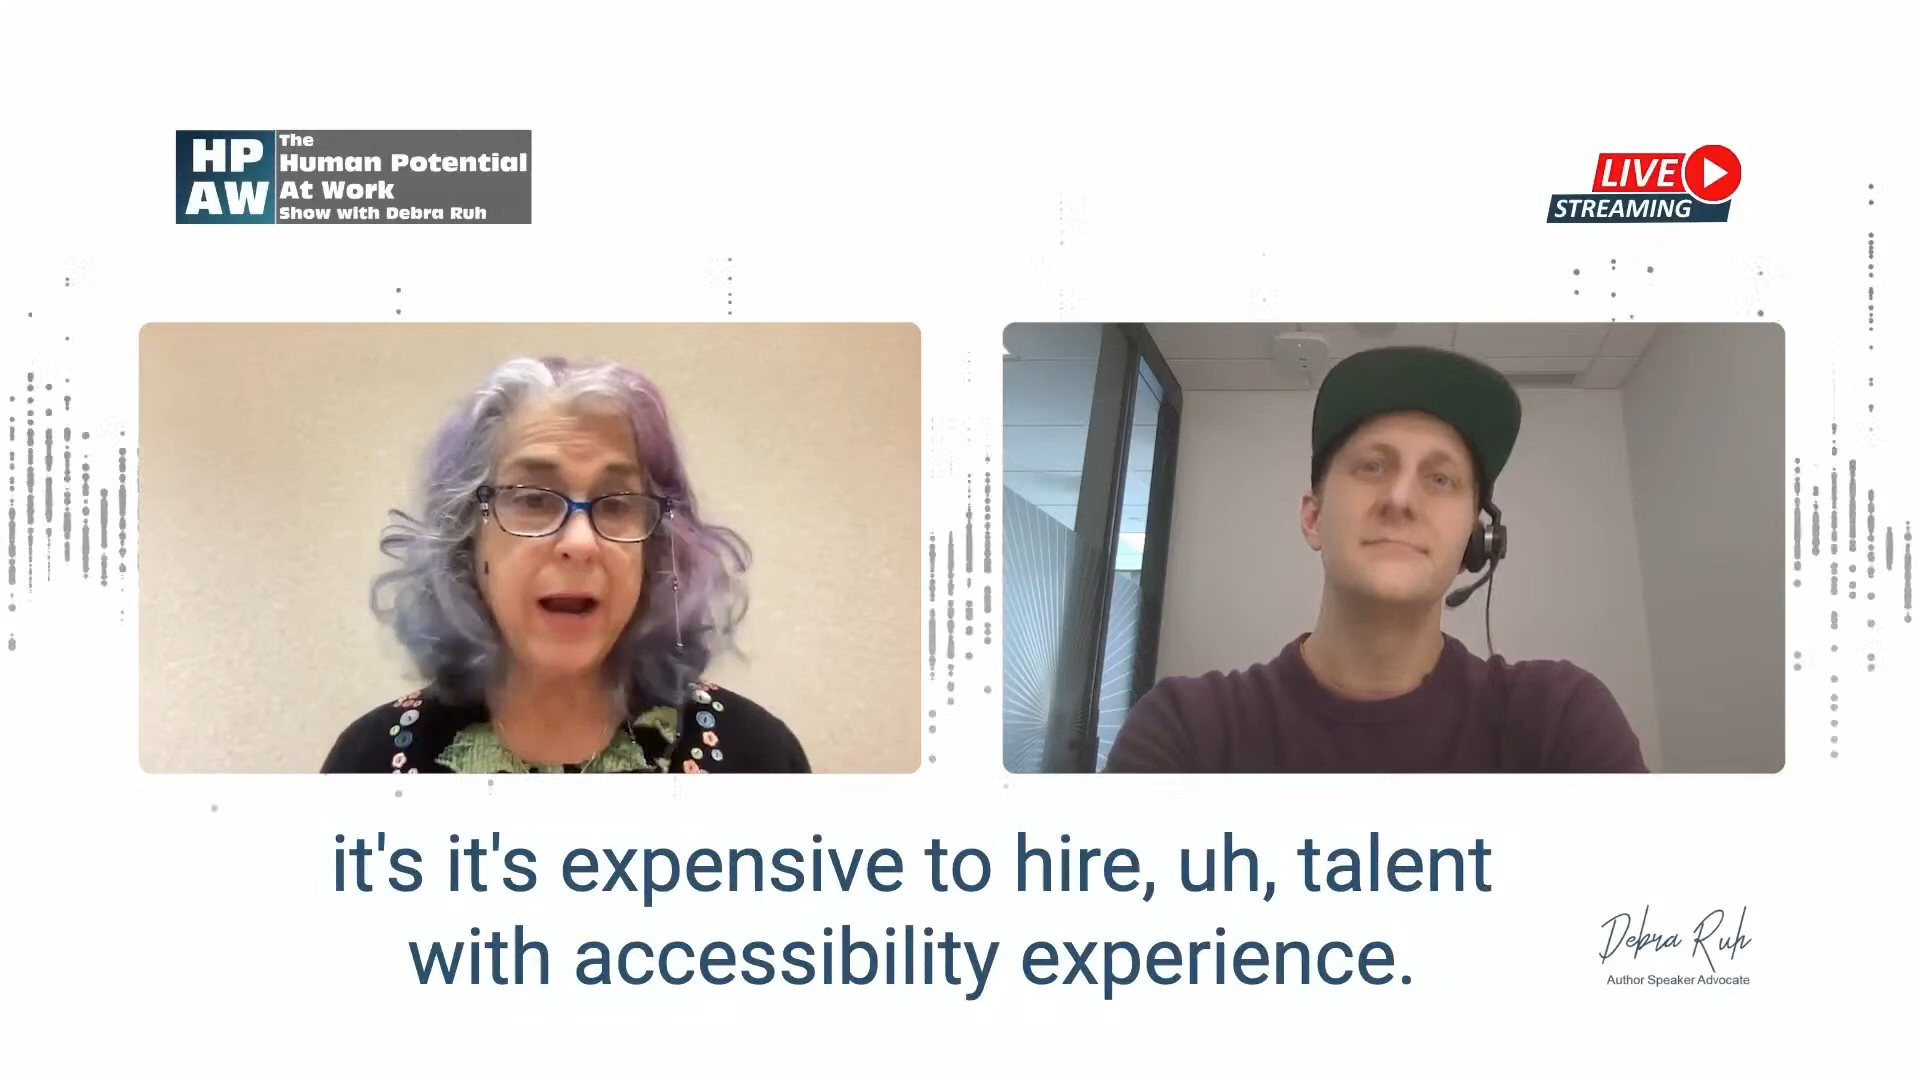 HP
AW
The
Human Potential
At Work
Show with Debra Ruh
LIVE
STREAMING
it's it's expensive to hire, uh, talent
with accessibility experience.
Debra Ruh
Author Speaker Advocate